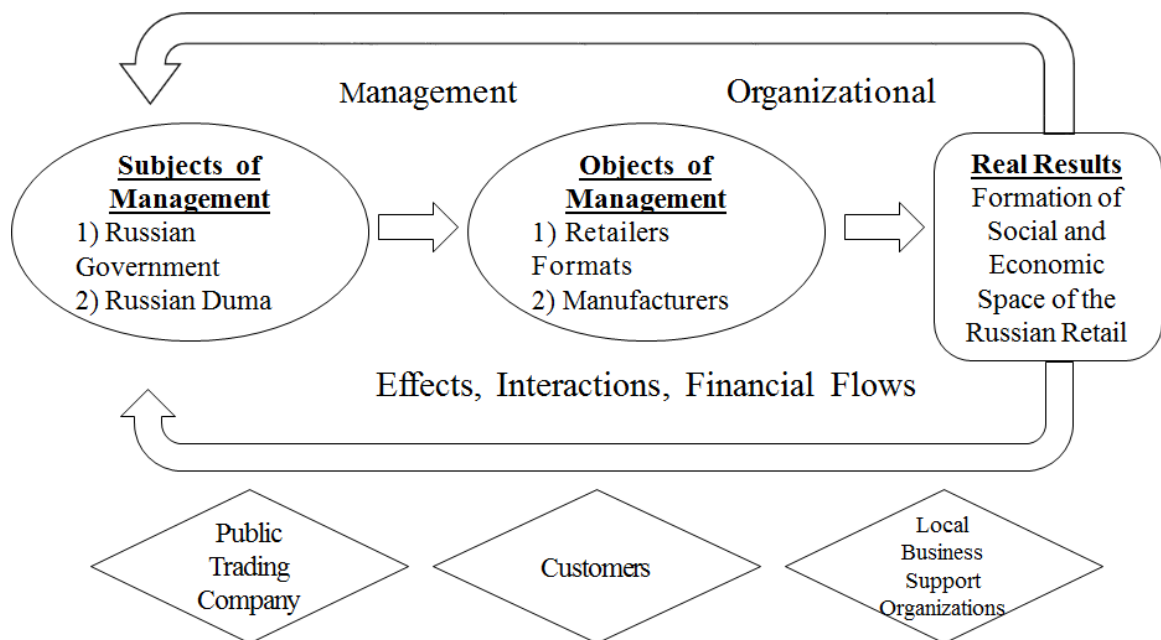 Management
Organizational
Subjects of
Management
1) Russian
Government
2) Russian Duma
Objects of
Management
1) Retailers
Formats
2) Manufacturers
Real Results
Formation of
Social and
Economic
Space of the
Russian Retail
Effects, Interactions, Financial Flows
Public
Trading
Company
Customers
Local
Business
Support
Organizations